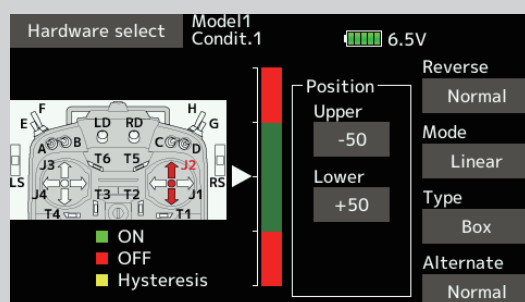 Hardware select
Model1
Condit.1
6.5V
F
H
E
LD
RD
G
A
B
C
D
J3
T6
T5
J2
LS
RS
J4
T3
T2
J1
T4
T1
ON
OFF
Hysteresis
Position
Upper
-50
Lower
+50
Reverse
Normal
Mode
Linear
Type
Box
Alternate
Normal